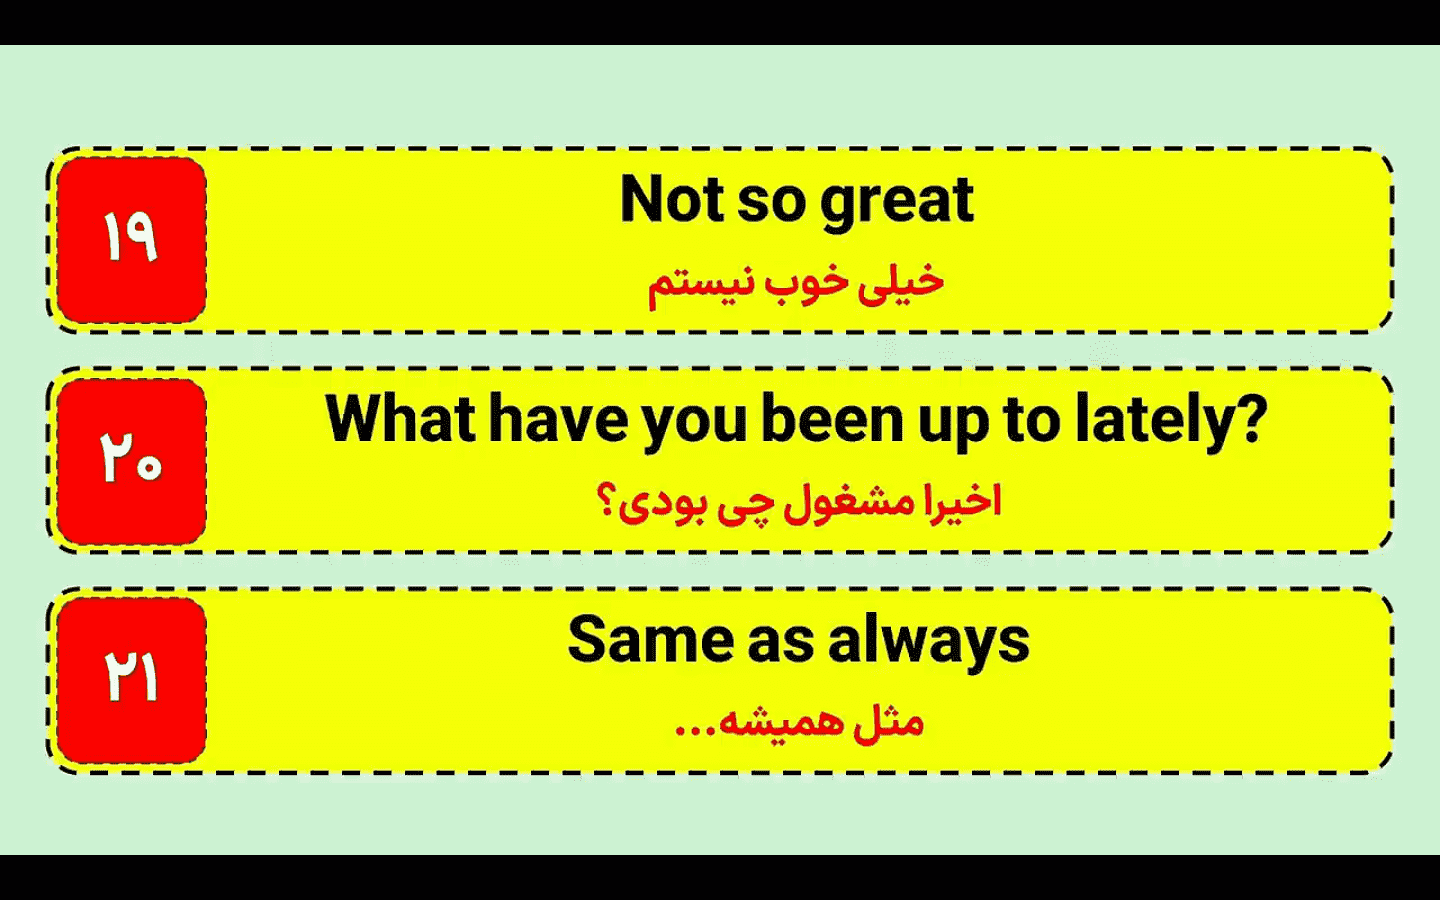 ۱۹
Not so great
خیلی خوب نیستم
۲۰
What have you been up to lately?
اخیرا مشغول چی بودی؟
۲۱
Same as always
مثل همیشه...